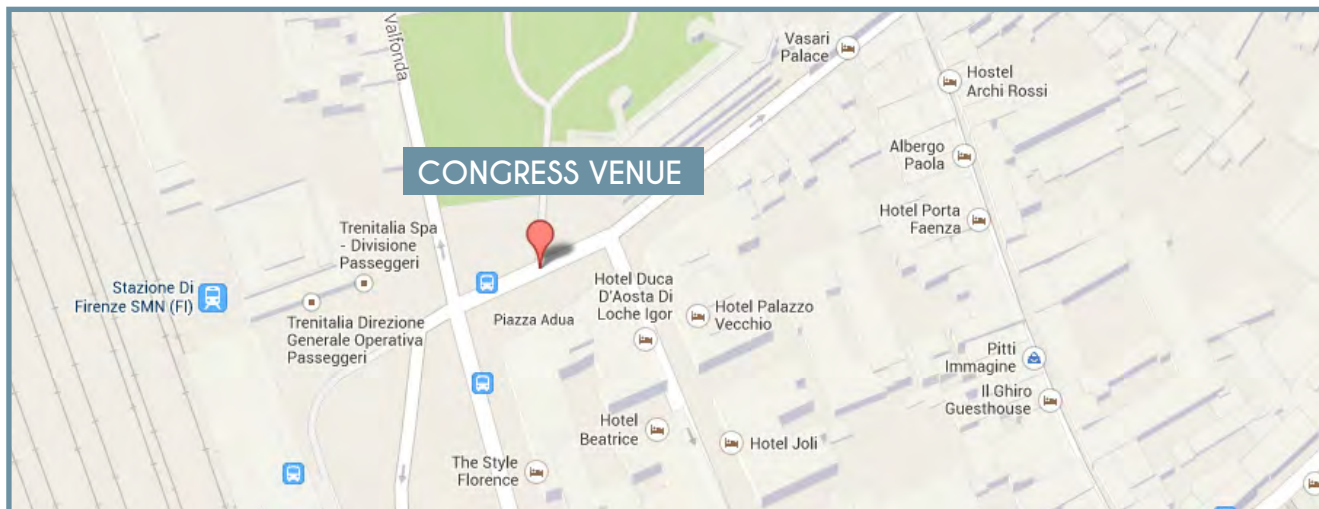 Valfonda
Vasari
Palace
Hostel
Archi Rossi
CONGRESS VENUE
Albergo
Paola
Hotel Porta
Faenza
Trenitalia Spa
- Divisione
Passeggeri
Stazione Di
Firenze SMN (FI)
Trenitalia Direzione
Generale Operativa
Passeggeri
Piazza Adua
Hotel Duca
D'Aosta Di
Loche Igor
Hotel Palazzo
Vecchio
Pitti
Immagine
Il Ghiro
Guesthouse
Hotel
Beatrice
Hotel Joli
The Style
Florence